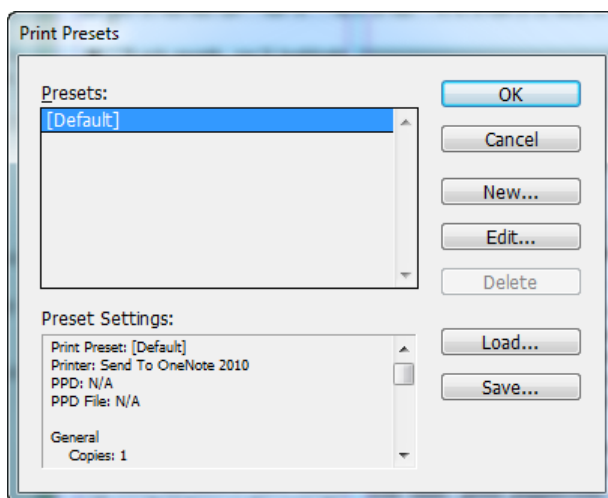 Print Presets
Presets:
[Default]
OK
Cancel
New...
Edit...
Delete
Preset Settings:
Print Preset: [Default]
Printer: Send To OneNote 2010
PPD: N/A
PPD File: N/A
General
Copies: 1
Load...
Save...